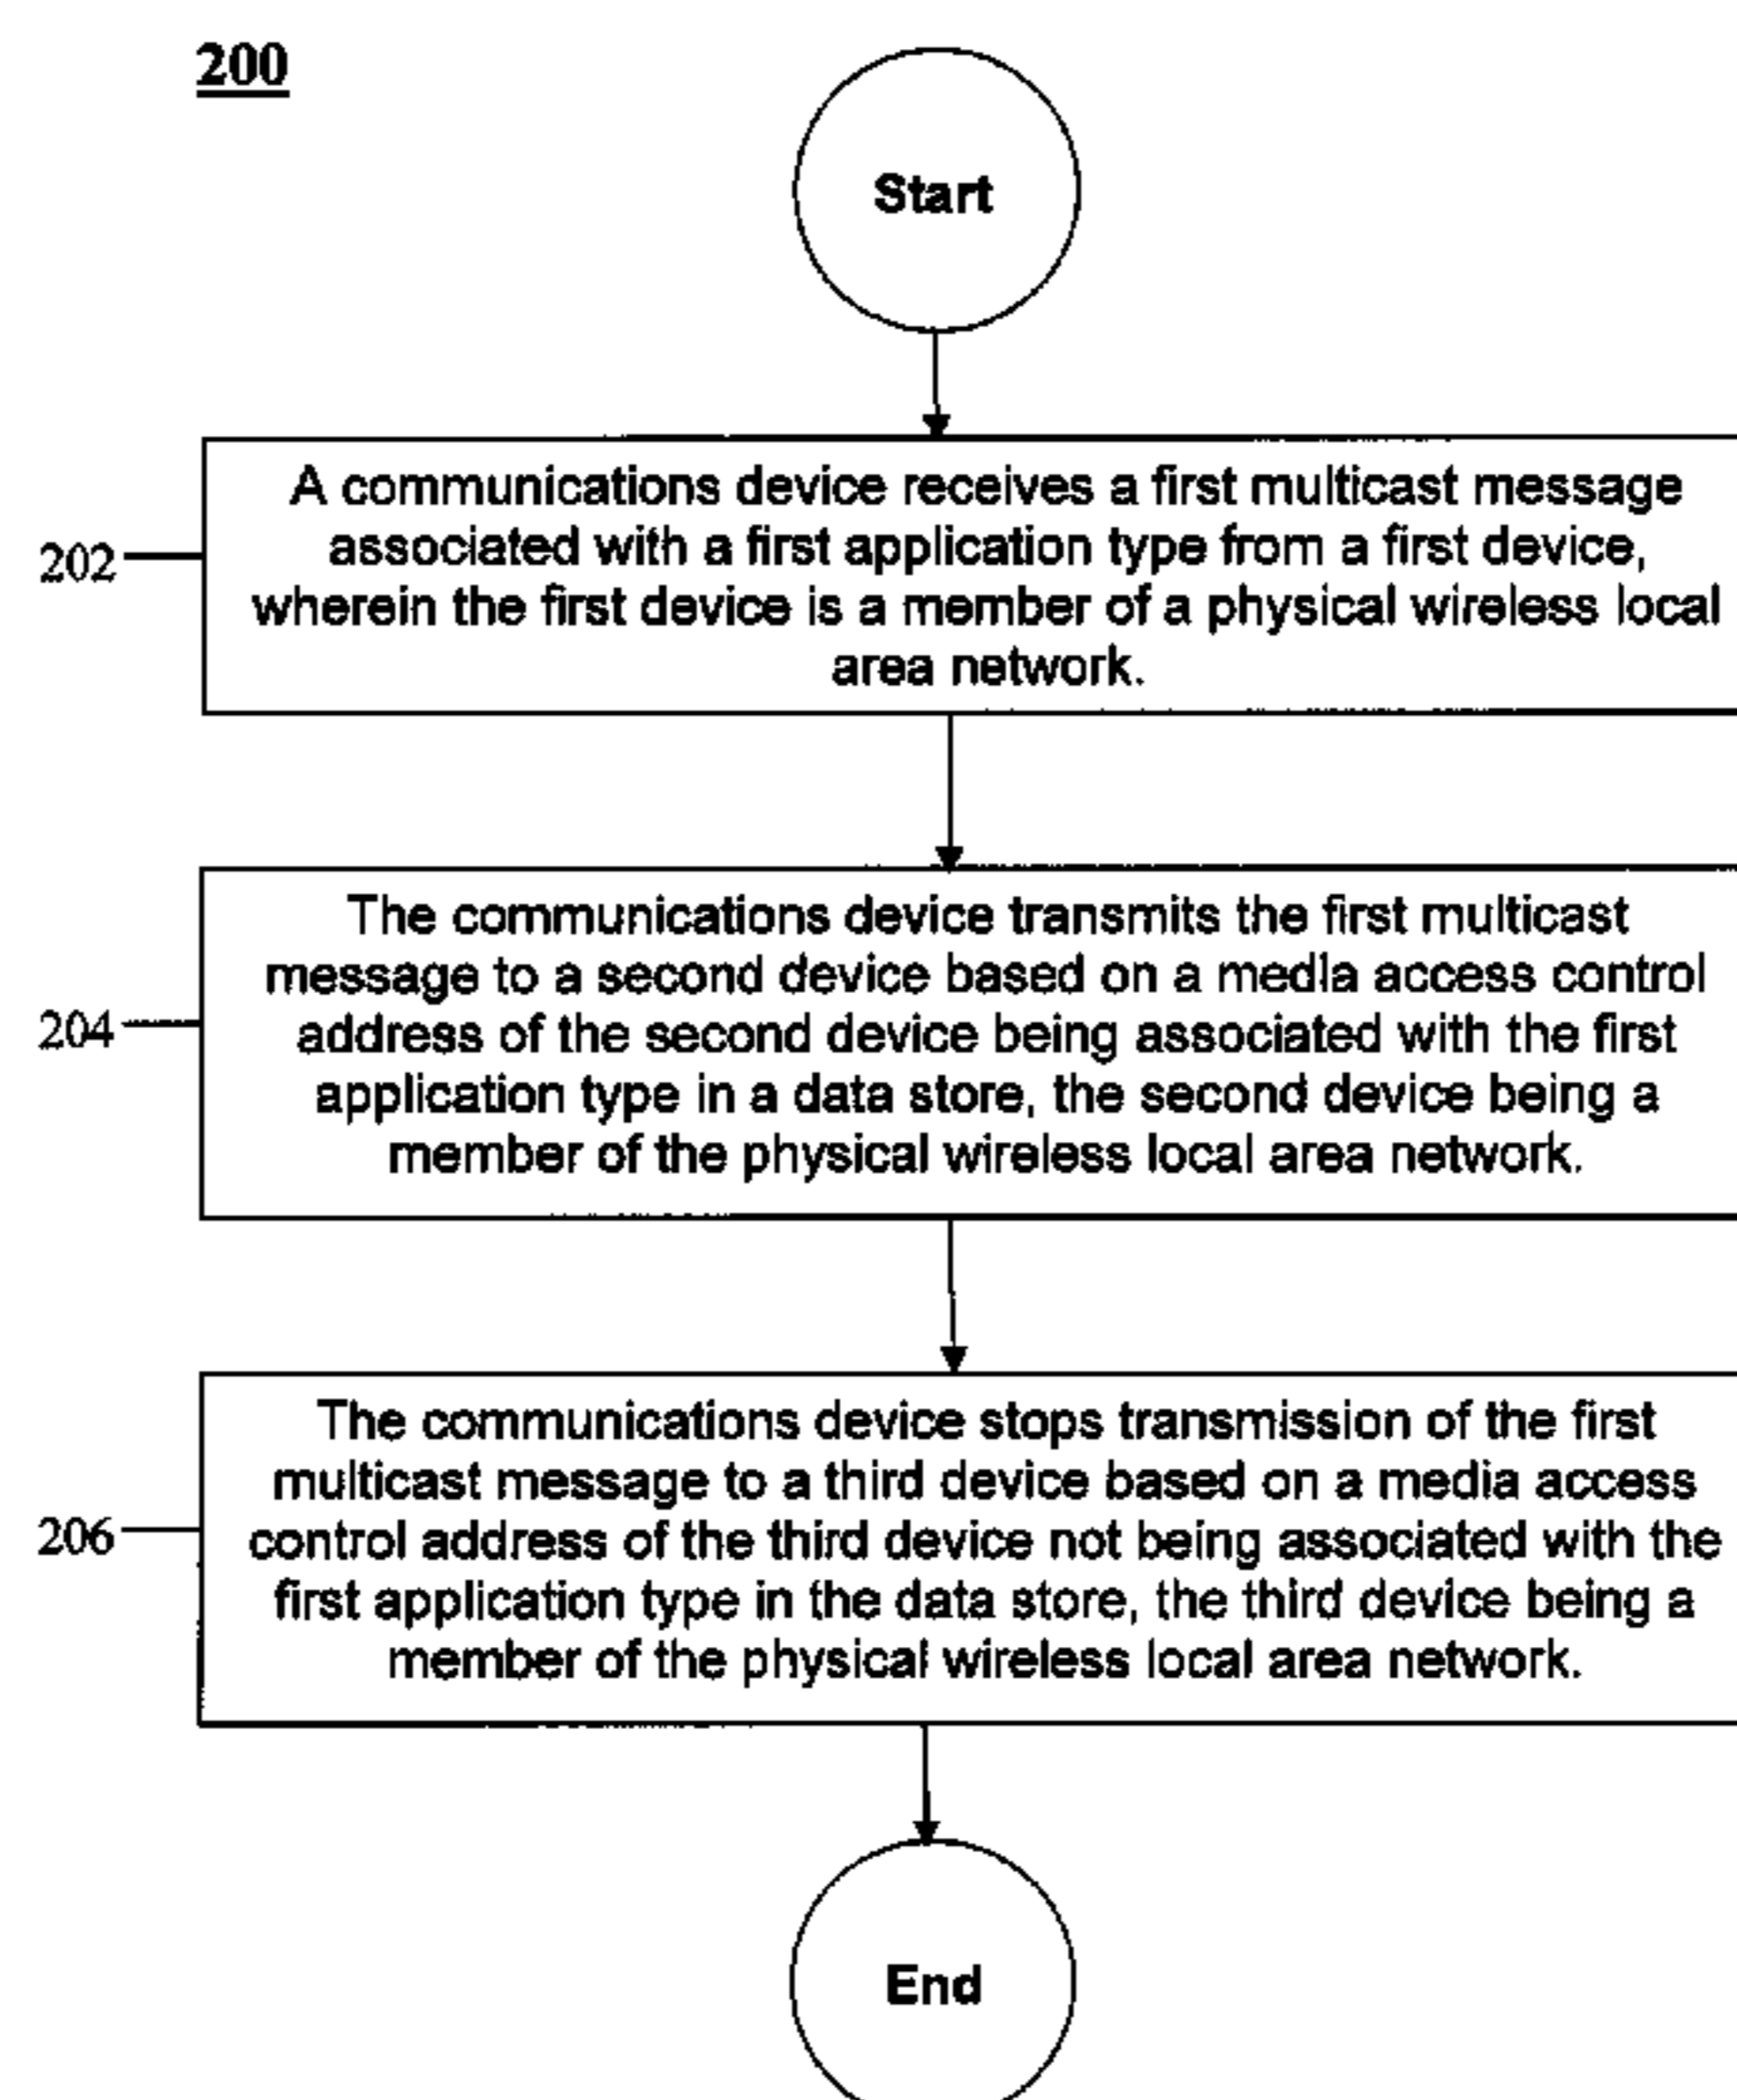 200
Start
202
A communications device receives a first multicast message
associated with a first application type from a first device,
wherein the first device is a member of a physical wireless local
area network.
204
The communications device transmits the first multicast
message to a second device based on a media access control
address of the second device being associated with the first
application type in a data store, the second device being a
member of the physical wireless local area network.
206
The communications device stops transmission of the first
multicast message to a third device based on a media access
control address of the third device not being associated with the
first application type in the data store, the third device being a
member of the physical wireless local area network.
End